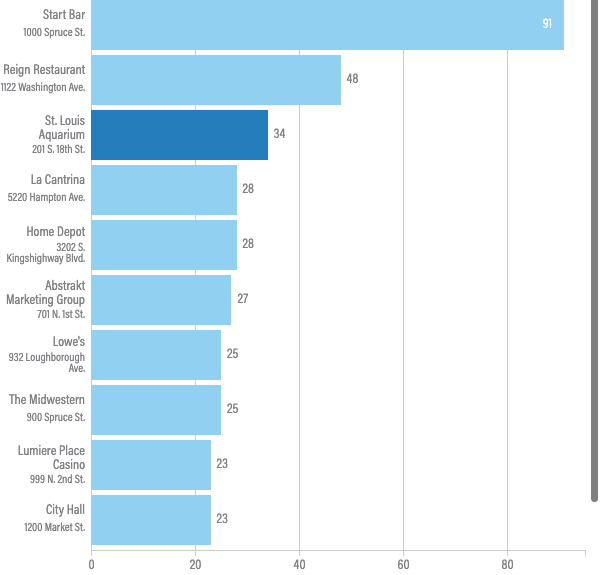 Start Bar
1000 Spruce St.
91
Reign Restaurant
1122 Washington Ave.
48
St. Louis
Aquarium
201 S. 18th St.
34
La Cantrina
5220 Hampton Ave.
28
Home Depot
3202 S.
Kingshighway Blvd.
28
Abstrakt
Marketing Group
701 N. 1st St.
27
Lowe's
932 Loughborough
Ave.
25
The Midwestern
900 Spruce St.
25
Lumiere Place
Casino
999 N. 2nd St.
23
City Hall
1200 Market St.
23
0 20 40 60 80